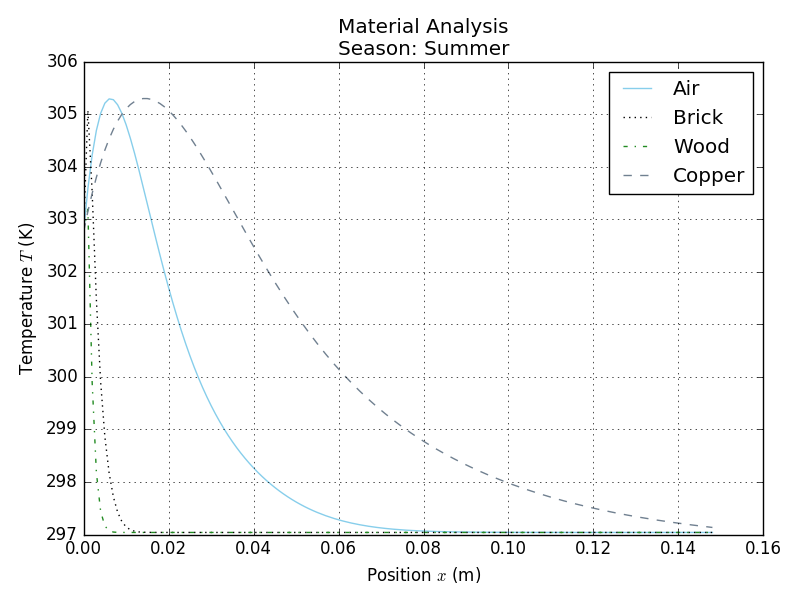 Material Analysis
Season: Summer
306
305
304
303
302
301
300
299
298
297
Temperature T (K)
Air
Brick
Wood
Copper
0.00 0.02 0.04 0.06 0.08 0.10 0.12 0.14 0.16
Position x (m)